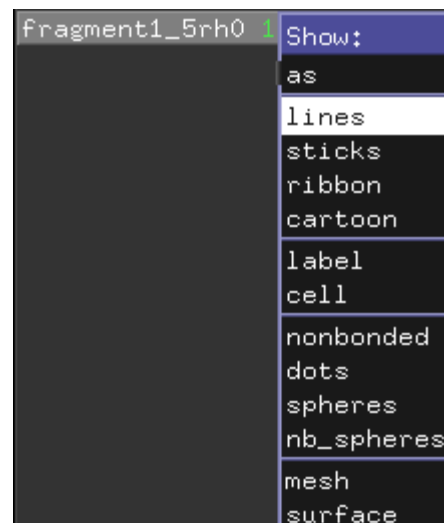 fragment1_5rh0 1
Show:
as
lines
sticks
ribbon
cartoon
label
cell
nonbonded
dots
spheres
nb_spheres
mesh
surface